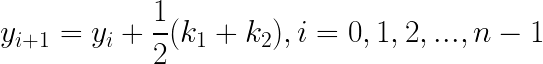 $y_{i+1} = y_i + \frac{1}{2}(k_1 + k_2), i = 0, 1, 2, ..., n - 1$